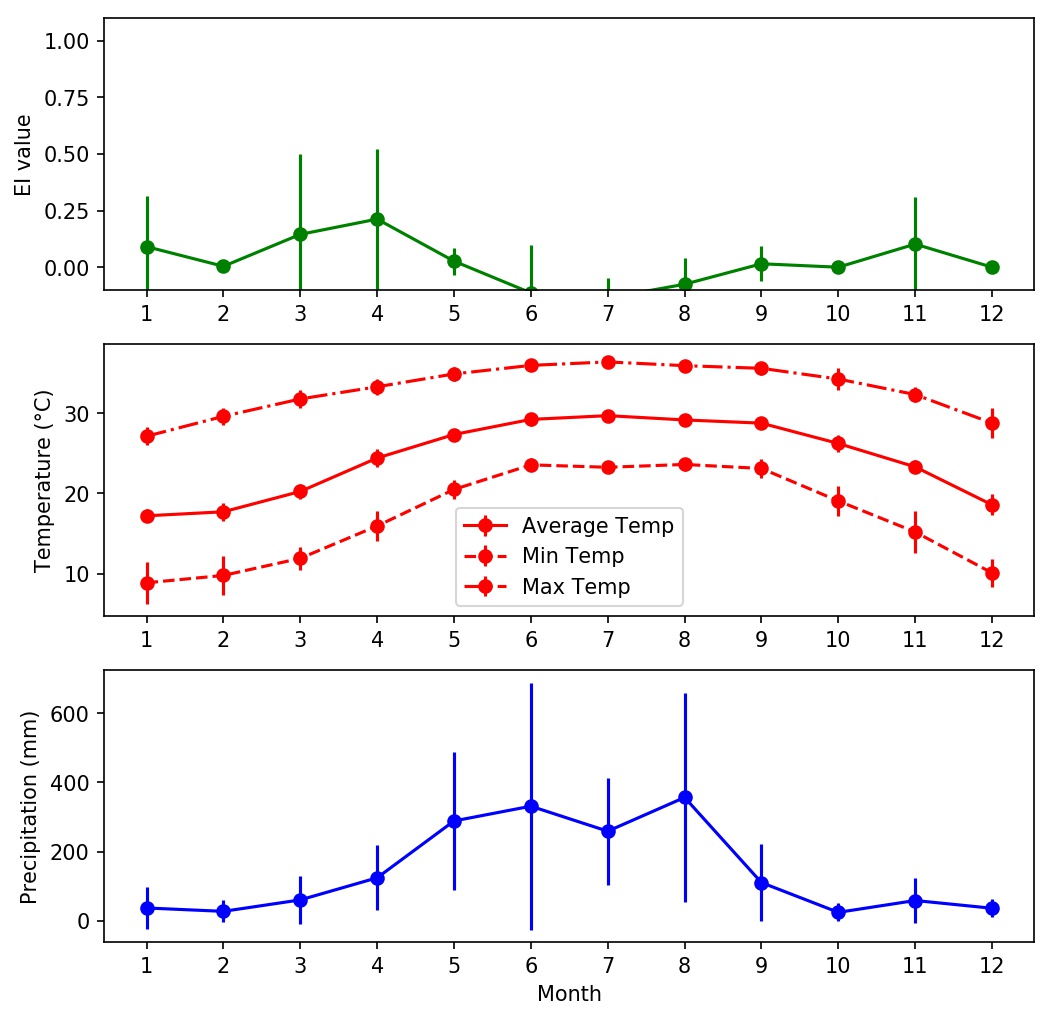 1.00
0.75
0.50
0.25
0.00
EI value
1 2 3 4 5 6 7 8 9 10 11 12
30
20
10
Temperature (°C)
Average Temp
Min Temp
Max Temp
1 2 3 4 5 6 7 8 9 10 11 12
600
400
200
0
Precipitation (mm)
1 2 3 4 5 6 7 8 9 10 11 12
Month